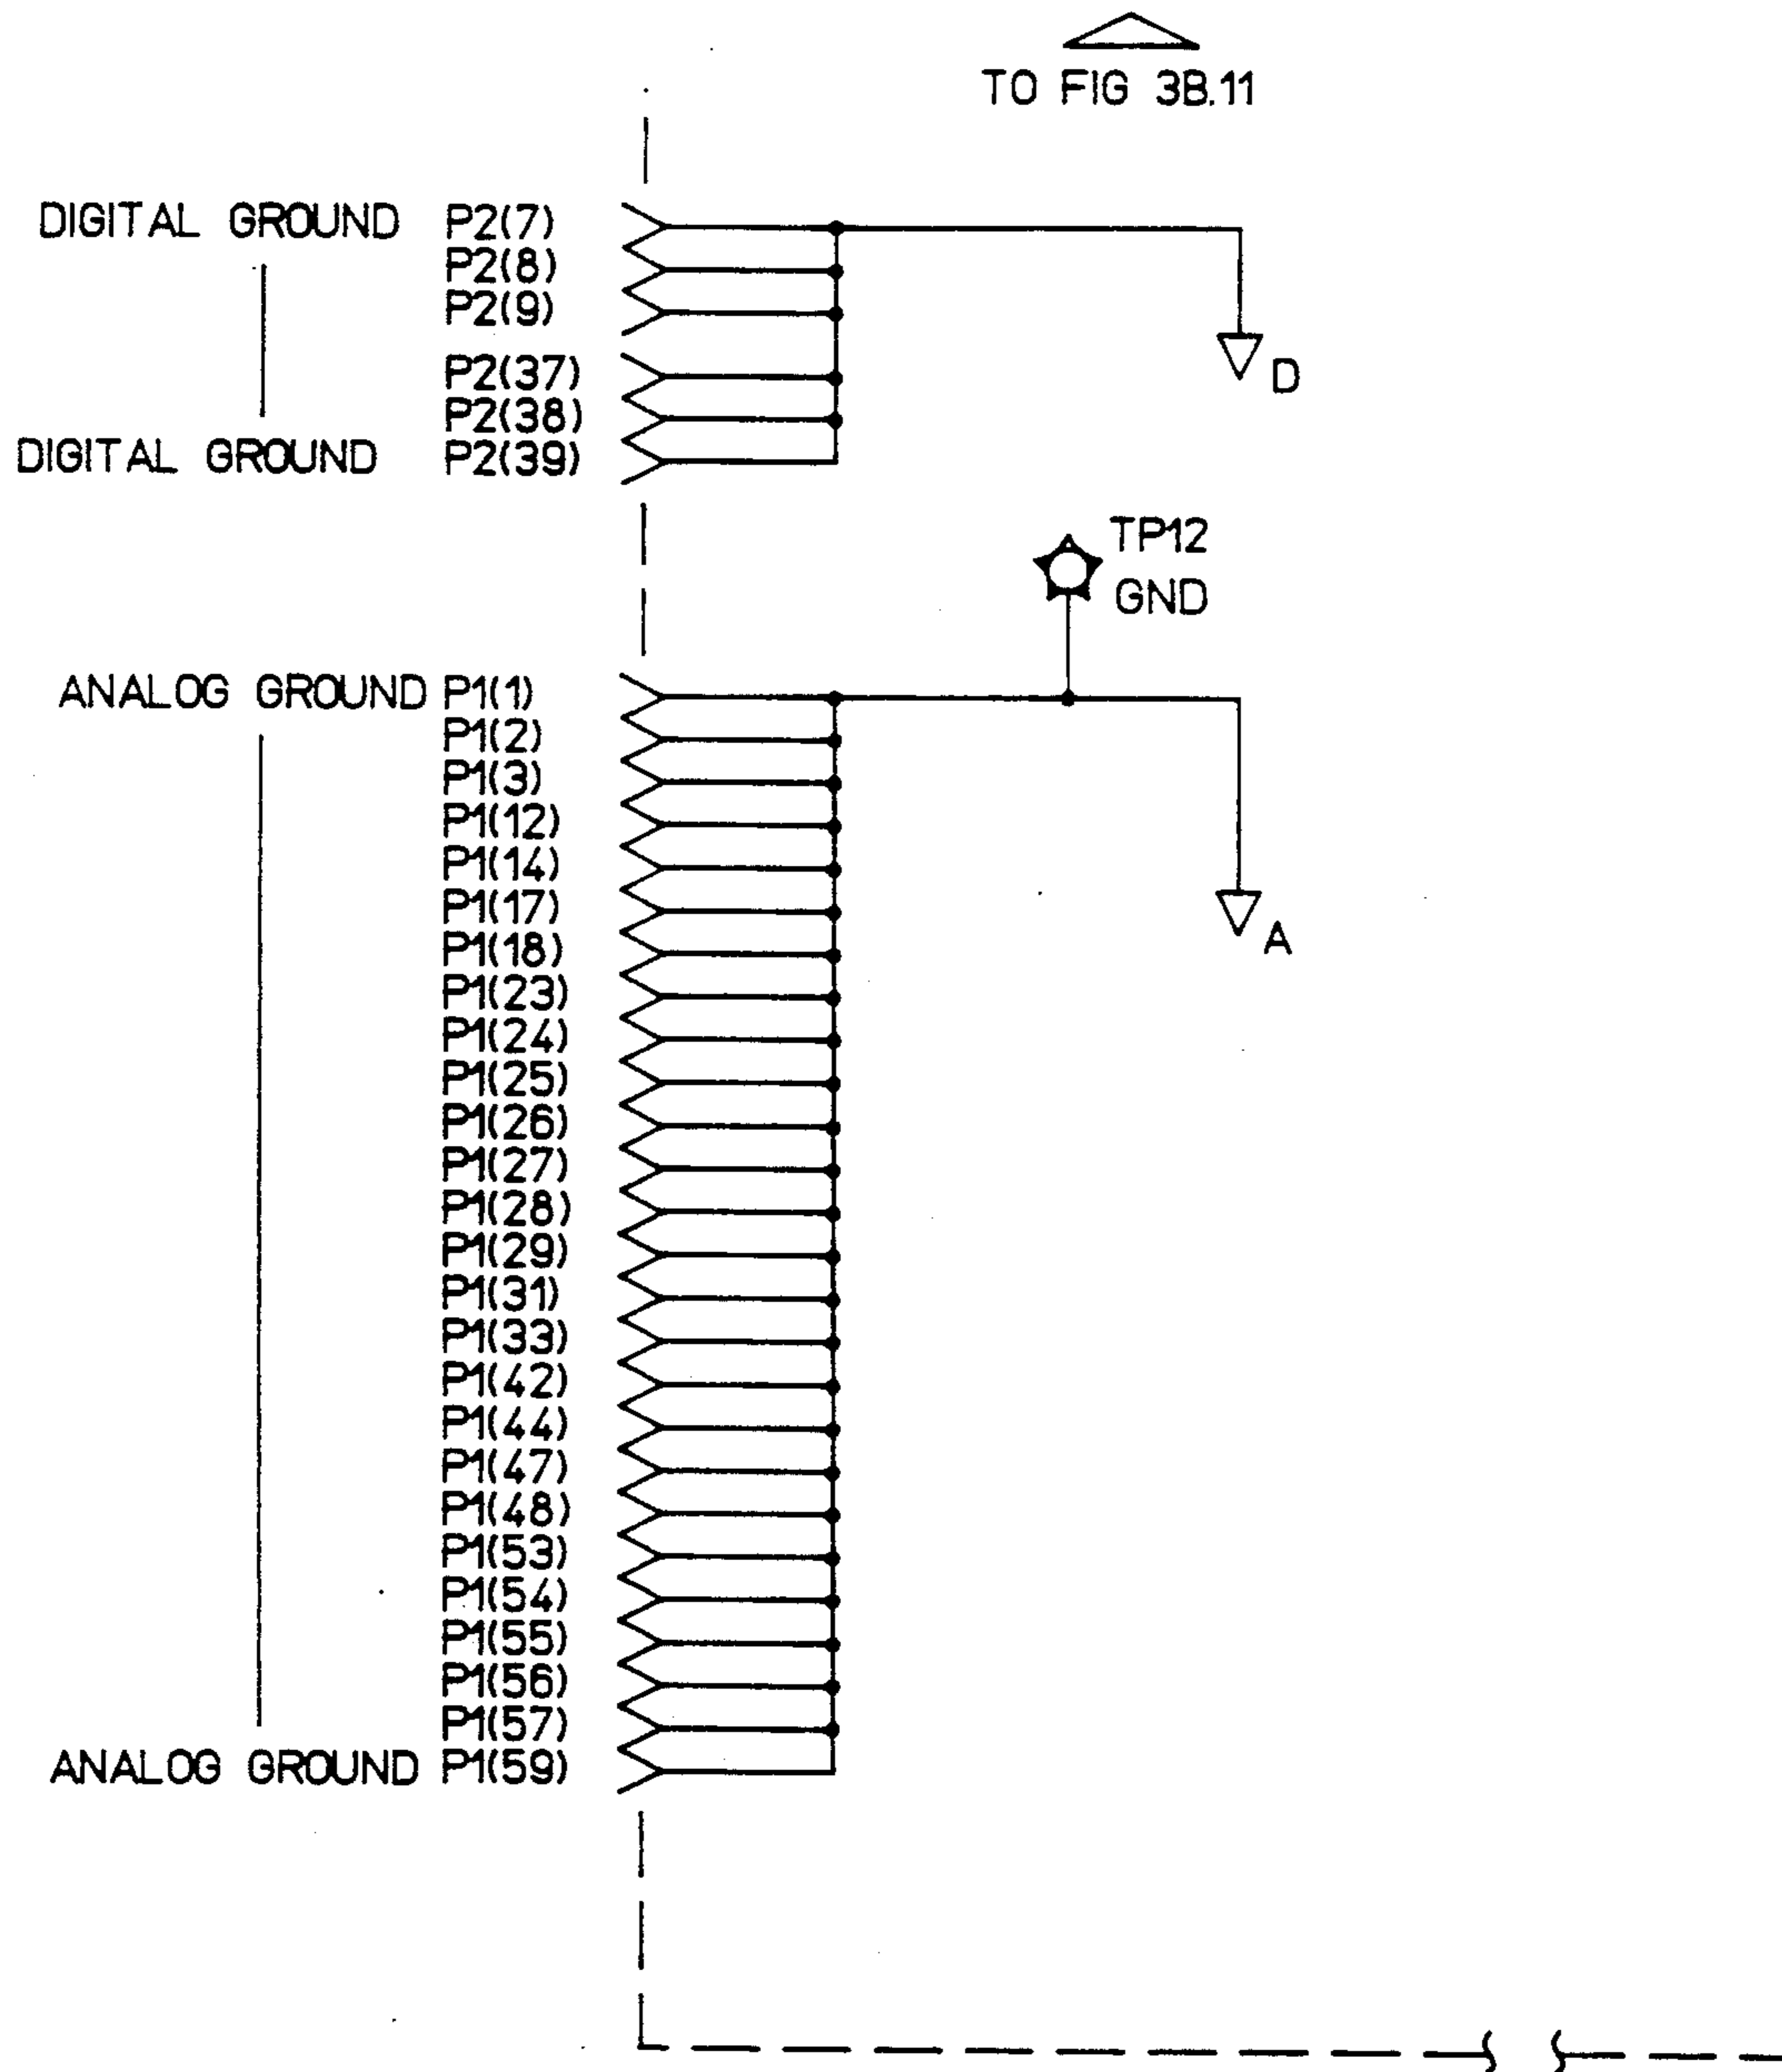 TO FIG 3B.11
DIGITAL GROUND P2(7)
P2(8)
P2(9)
P2(37)
P2(38)
DIGITAL GROUND P2(39)
D
TP12
GND
ANALOG GROUND P1(1)
P1(2)
P1(3)
P1(12)
P1(14)
P1(17)
P1(18)
A
P1(23)
P1(24)
P1(25)
P1(26)
P1(27)
P1(28)
P1(29)
P1(31)
P1(33)
P1(42)
P1(44)
P1(47)
P1(48)
P1(53)
P1(54)
P1(55)
P1(56)
P1(57)
ANALOG GROUND P1(59)